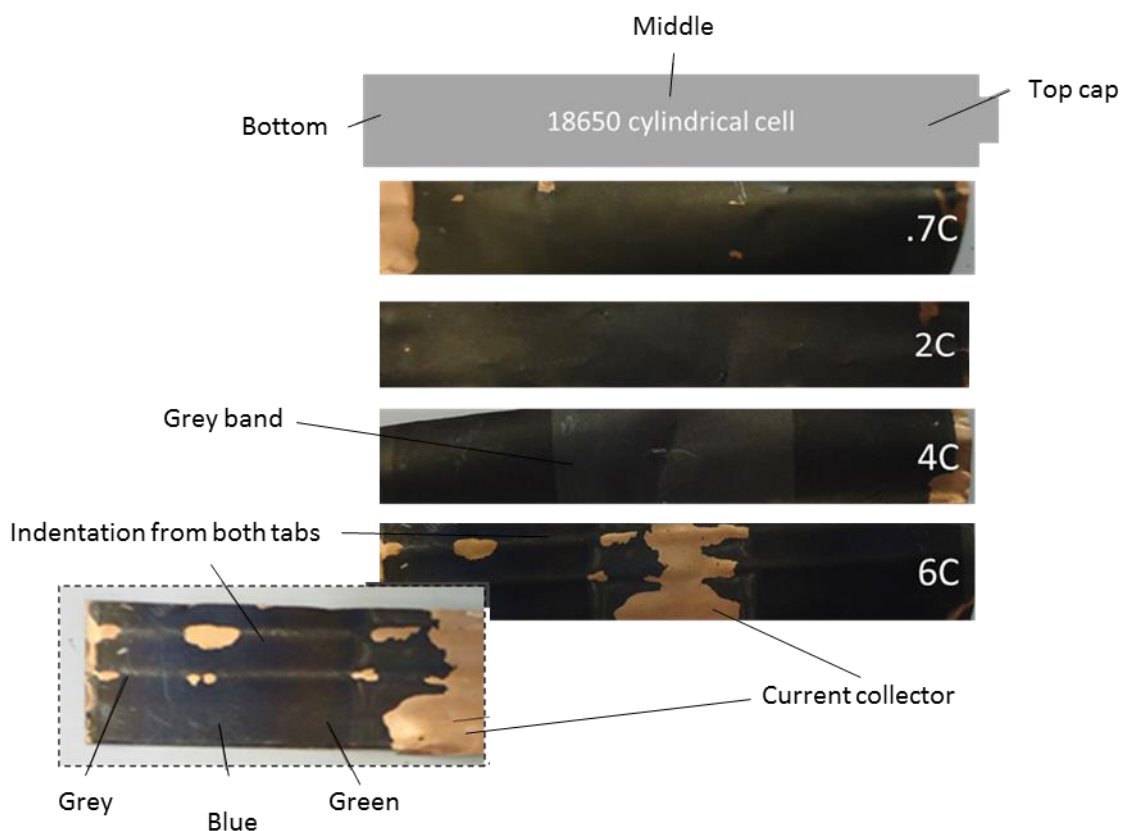 Middle
Top cap
18650 cylindrical cell
Bottom
.7C
2C
Grey band
4C
Indentation from both tabs
6C
Current collector
Grey
Green
Blue